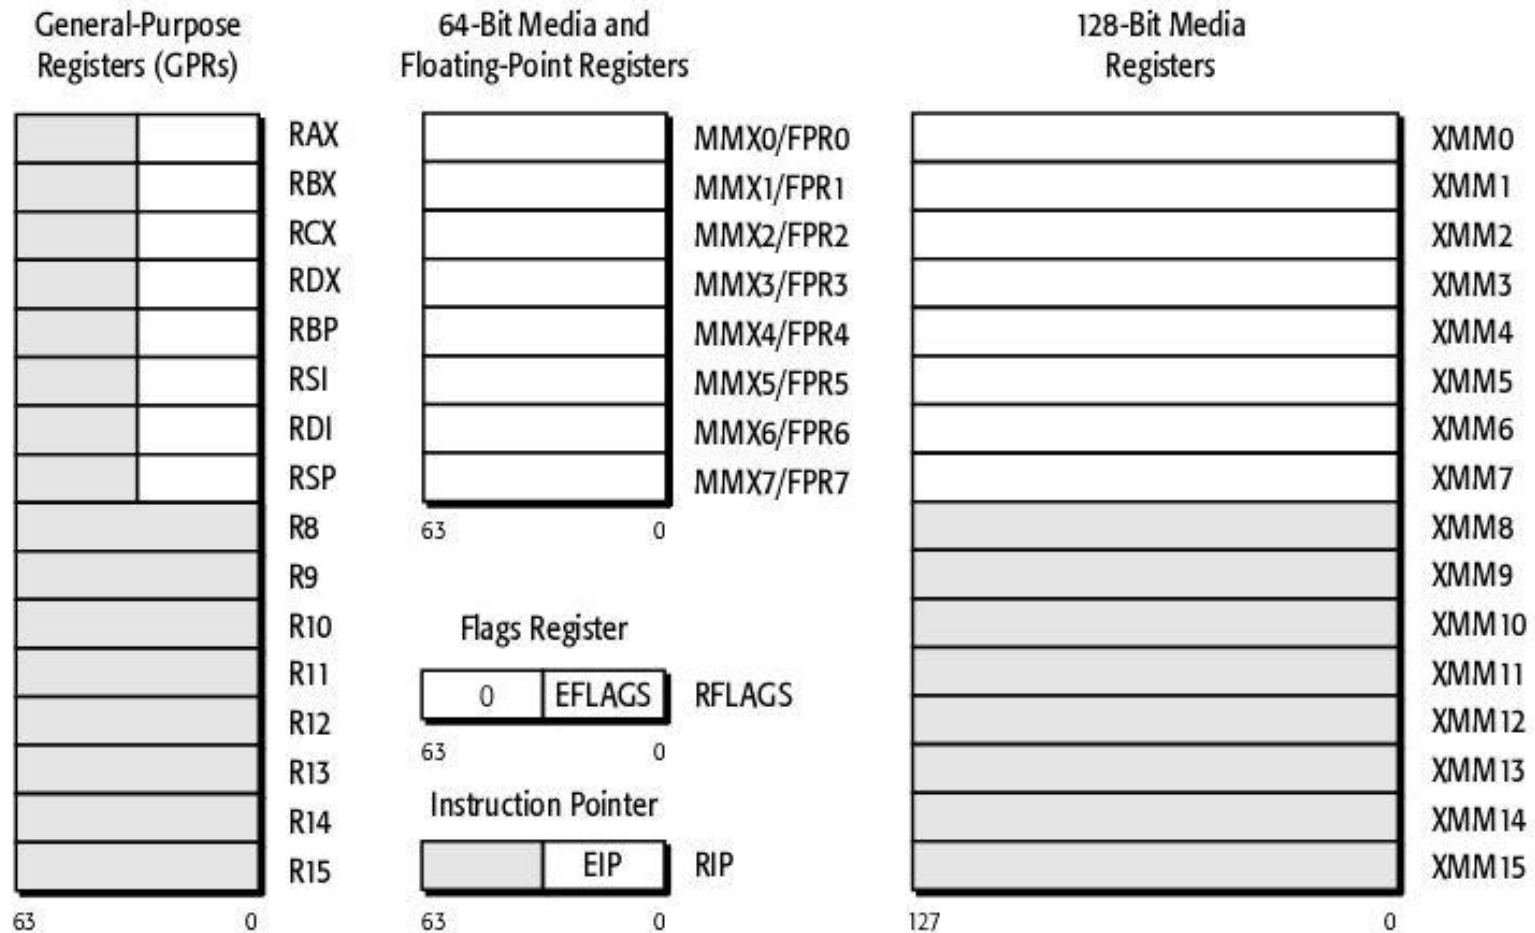 General-Purpose
Registers (GPRs)
RAX
RBX
RCX
RDX
RBP
RSI
RDI
RSP
R8
R9
R10
R11
R12
R13
R14
R15
63 0
64-Bit Media and
Floating-Point Registers
MMX0/FPR0
MMX1/FPR1
MMX2/FPR2
MMX3/FPR3
MMX4/FPR4
MMX5/FPR5
MMX6/FPR6
MMX7/FPR7
63 0
Flags Register
0 EFLAGS RFLAGS
63 0
Instruction Pointer
EIP RIP
63 0
128-Bit Media
Registers
XMM0
XMM1
XMM2
XMM3
XMM4
XMM5
XMM6
XMM7
XMM8
XMM9
XMM10
XMM11
XMM12
XMM13
XMM14
XMM15
127 0